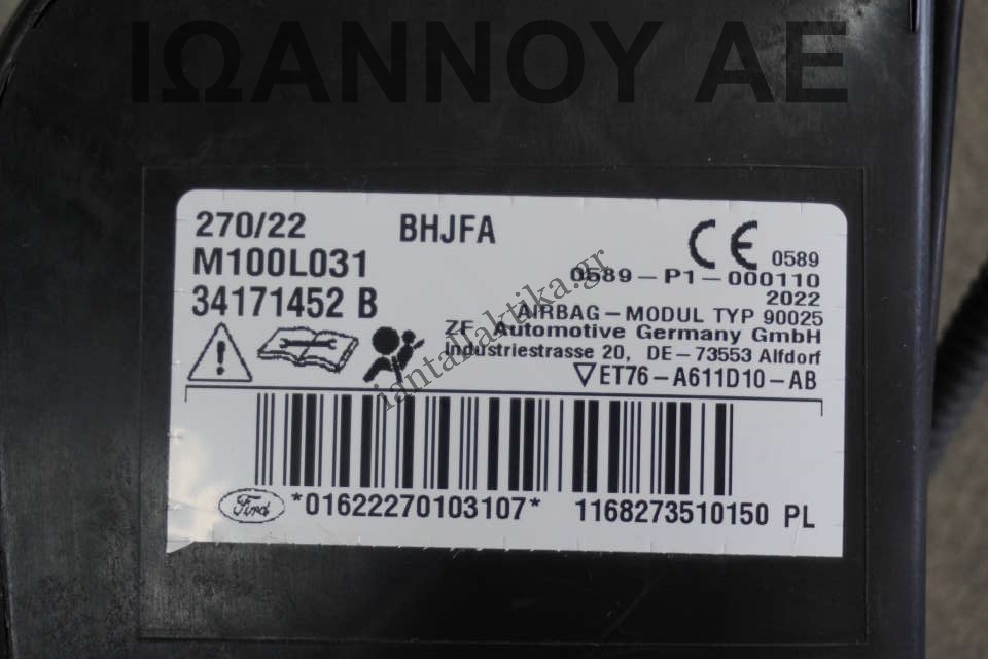 ΙΩΑΝΝΟΥ ΑΕ
270/22 BHJFA
M100L031
34171452 B
CE 0589
0589-P1-000110
2022
AIRBAG-MODUL TYP 90025
ZF Automotive Germany GmbH
Industriestrasse 20, DE-73553 Alfdorf
▽ET76-A611D10-AB
iantallaktika.gr
Ford *01622270103107* 1168273510150 PL